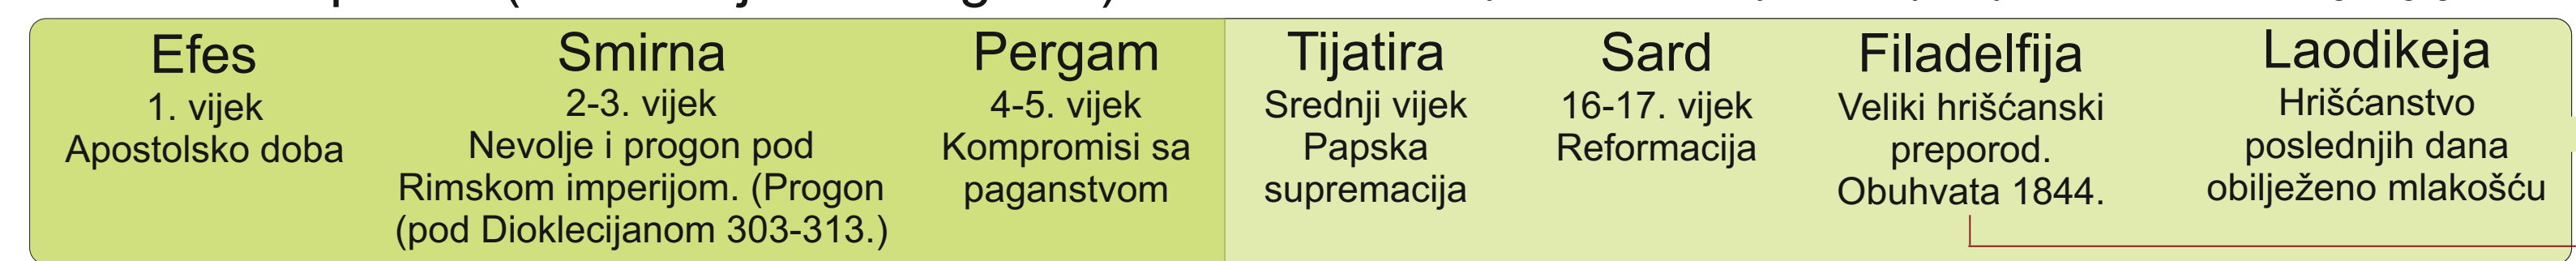 Efes
1. vijek
Apostolsko doba
Smirna
2-3. vijek
Nevolje i progon pod
Rimskom imperijom. (Progon
(pod Dioklecijanom 303-313.)
Pergam
4-5. vijek
Kompromisi sa
paganstvom
Tijatira
Srednji vijek
Papska
supremacija
Sard
16-17. vijek
Reformacija
Filadelfija
Veliki hrišćanski
preporod.
Obuhvata 1844.
Laodikeja
Hrišćanstvo
poslednjih dana
obilježeno mlakošću